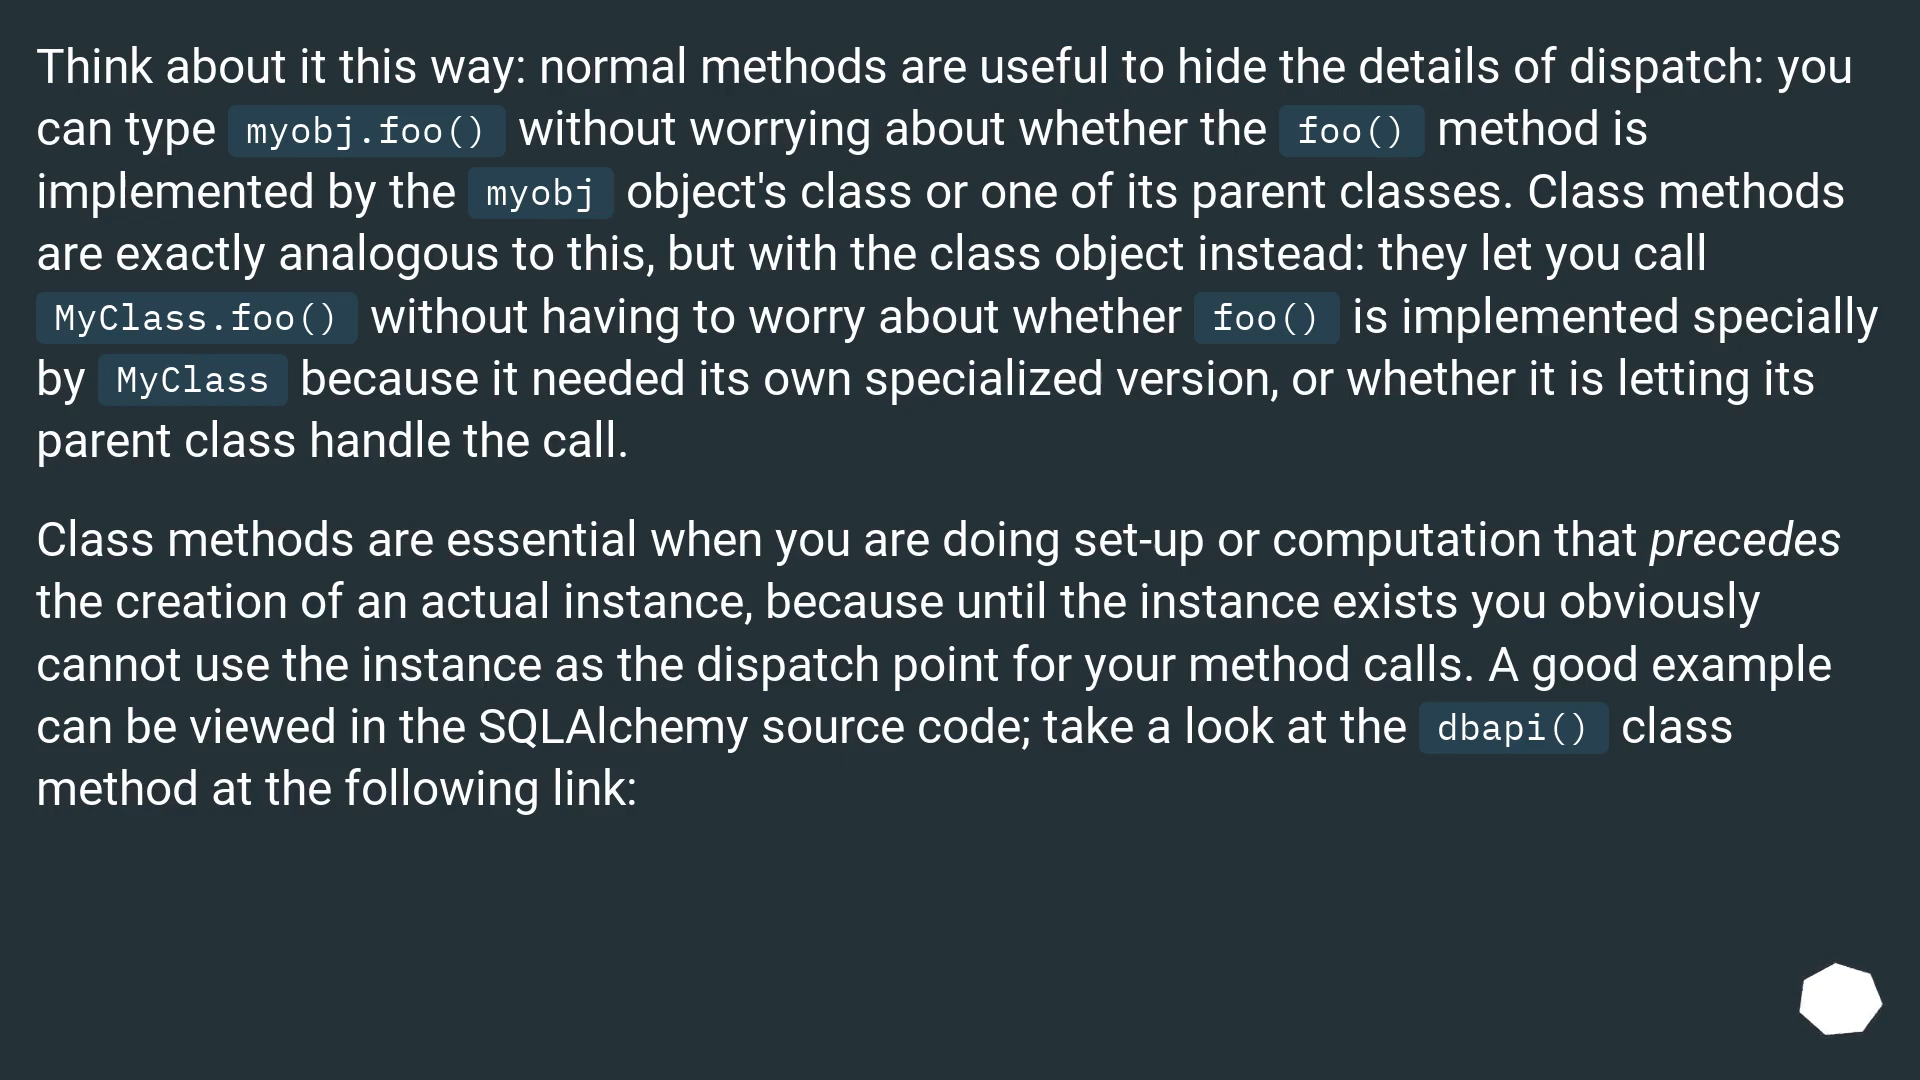 Think about it this way: normal methods are useful to hide the details of dispatch: you
can type myobj.foo() without worrying about whether the foo() method is
implemented by the myobj object's class or one of its parent classes. Class methods
are exactly analogous to this, but with the class object instead: they let you call
MyClass.foo() without having to worry about whether foo() is implemented specially
by MyClass because it needed its own specialized version, or whether it is letting its
parent class handle the call.
Class methods are essential when you are doing set-up or computation that precedes
the creation of an actual instance, because until the instance exists you obviously
cannot use the instance as the dispatch point for your method calls. A good example
can be viewed in the SQLAlchemy source code; take a look at the dbapi() class
method at the following link: